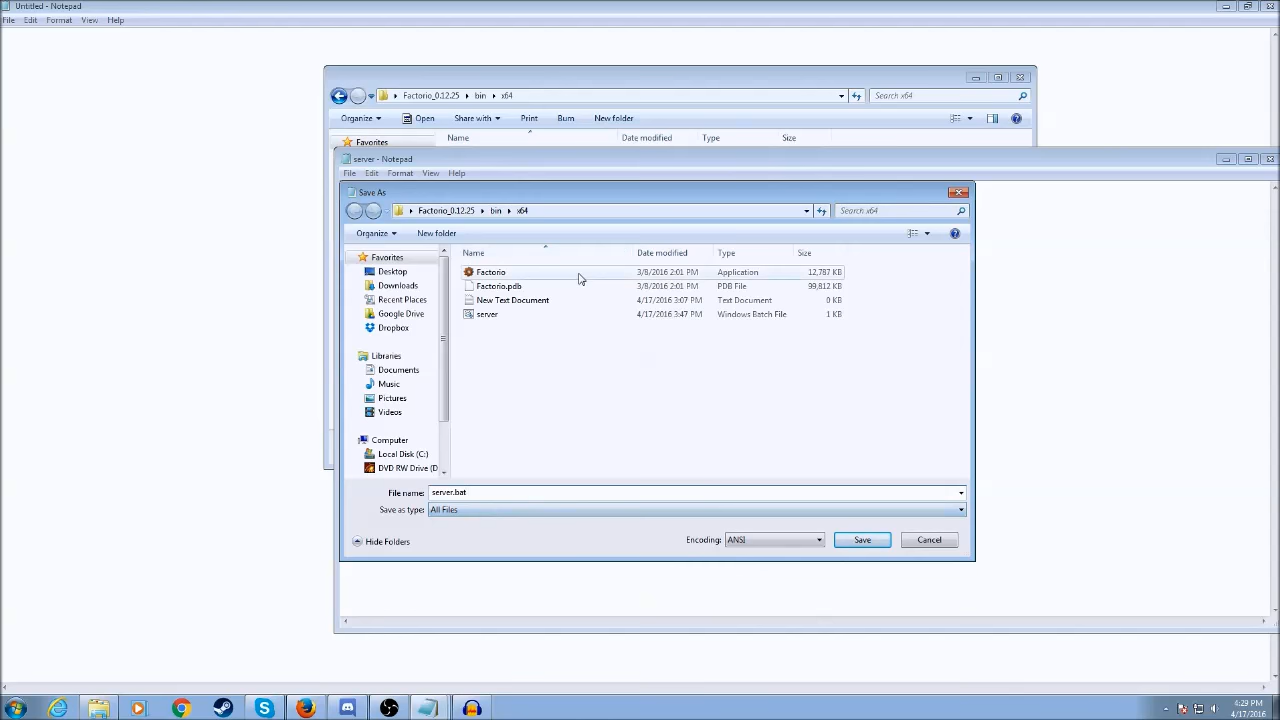 Untitled - Notepad
File Edit Format View Help
Factorio_0.12.25 bin x64 Search x64
Organize Open Share with Print Burn New folder
Favorites Name Date modified Type Size
server - Notepad
File Edit Format View Help
Save As
Factorio_0.12.25 bin x64 Search x64
Organize New folder
Favorites Name Date modified Type Size
Desktop Factorio 3/8/2016 2:01 PM Application 12,787 KB
Downloads Factorio.pdb 3/8/2016 2:01 PM PDB File 99,812 KB
Recent Places New Text Document 4/17/2016 3:07 PM Text Document 0 KB
Google Drive server 4/17/2016 3:47 PM Windows Batch File 1 KB
Dropbox
Libraries
Documents
Music
Pictures
Videos
Computer
Local Disk (C:)
DVD RW Drive (D
File name: server.bat
Save as type: All Files
Hide Folders Encoding: ANSI Save Cancel
4:29 PM
4/17/2016